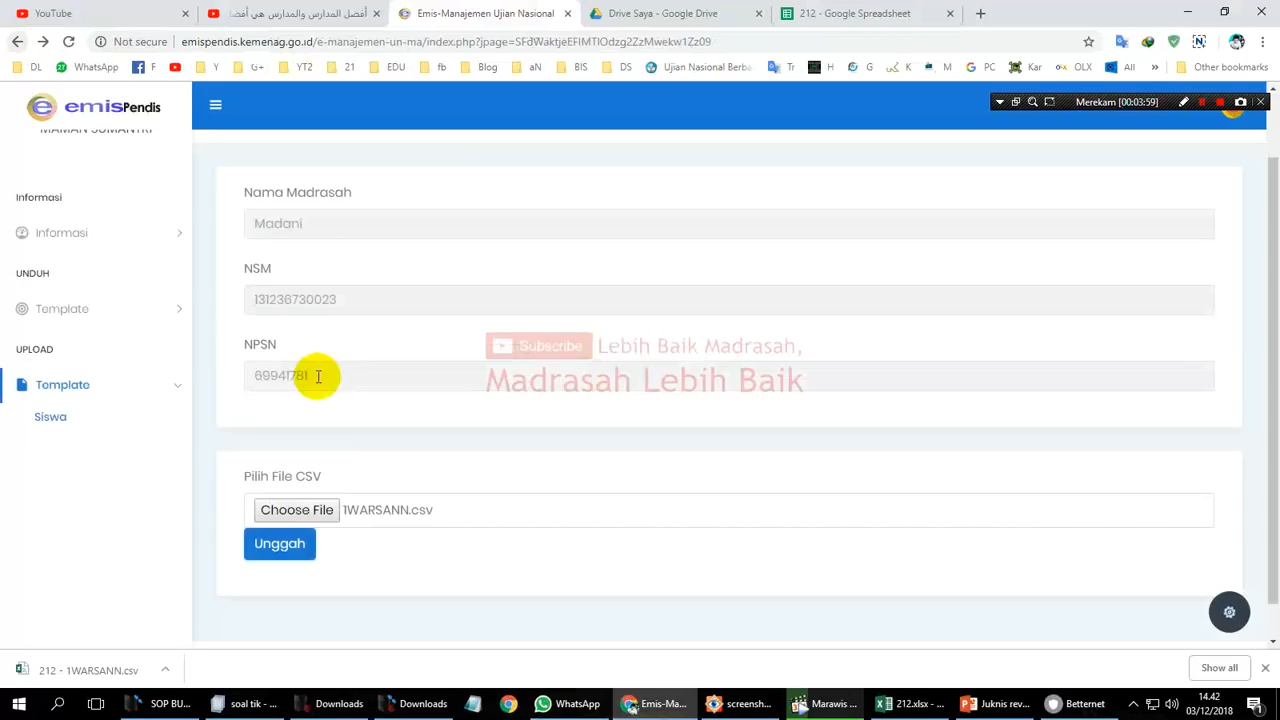 YouTube
أفضل المدارس والمدارس هي أفضا
Emis-Manajemen Ujian Nasional
Drive Saya - Google Drive
212 - Google Spreadsheet
Not secure
emispendis.kemenag.go.id/e-manajemen-un-ma/index.php?jpage=SFdWaktjeEFIMTlOdzg2ZzMwekw1Zz09
DL
WhatsApp
F
Y
G+
YT2
21
EDU
fb
Blog
aN
BIS
DS
Ujian Nasional Berba
Tr
H
K
M
PC
Kar
OLX
All
»
Other bookmarks
emisPendis
MAMAN SUMANTRI
Merekam [00:03:59]
Informasi
Informasi
UNDUH
Template
UPLOAD
Template
Siswa
Nama Madrasah
Madani
NSM
131236730023
NPSN
69941781
Subscribe
Lebih Baik Madrasah,
Madrasah Lebih Baik
Pilih File CSV
Choose File 1WARSANN.csv
Unggah
212 - 1WARSANN.csv
Show all
SOP BU...
soal tik - ...
Downloads
Downloads
WhatsApp
Emis-Ma...
screensh...
Marawis ...
212.xlsx - ...
Juknis rev...
Betternet
14.42
03/12/2018